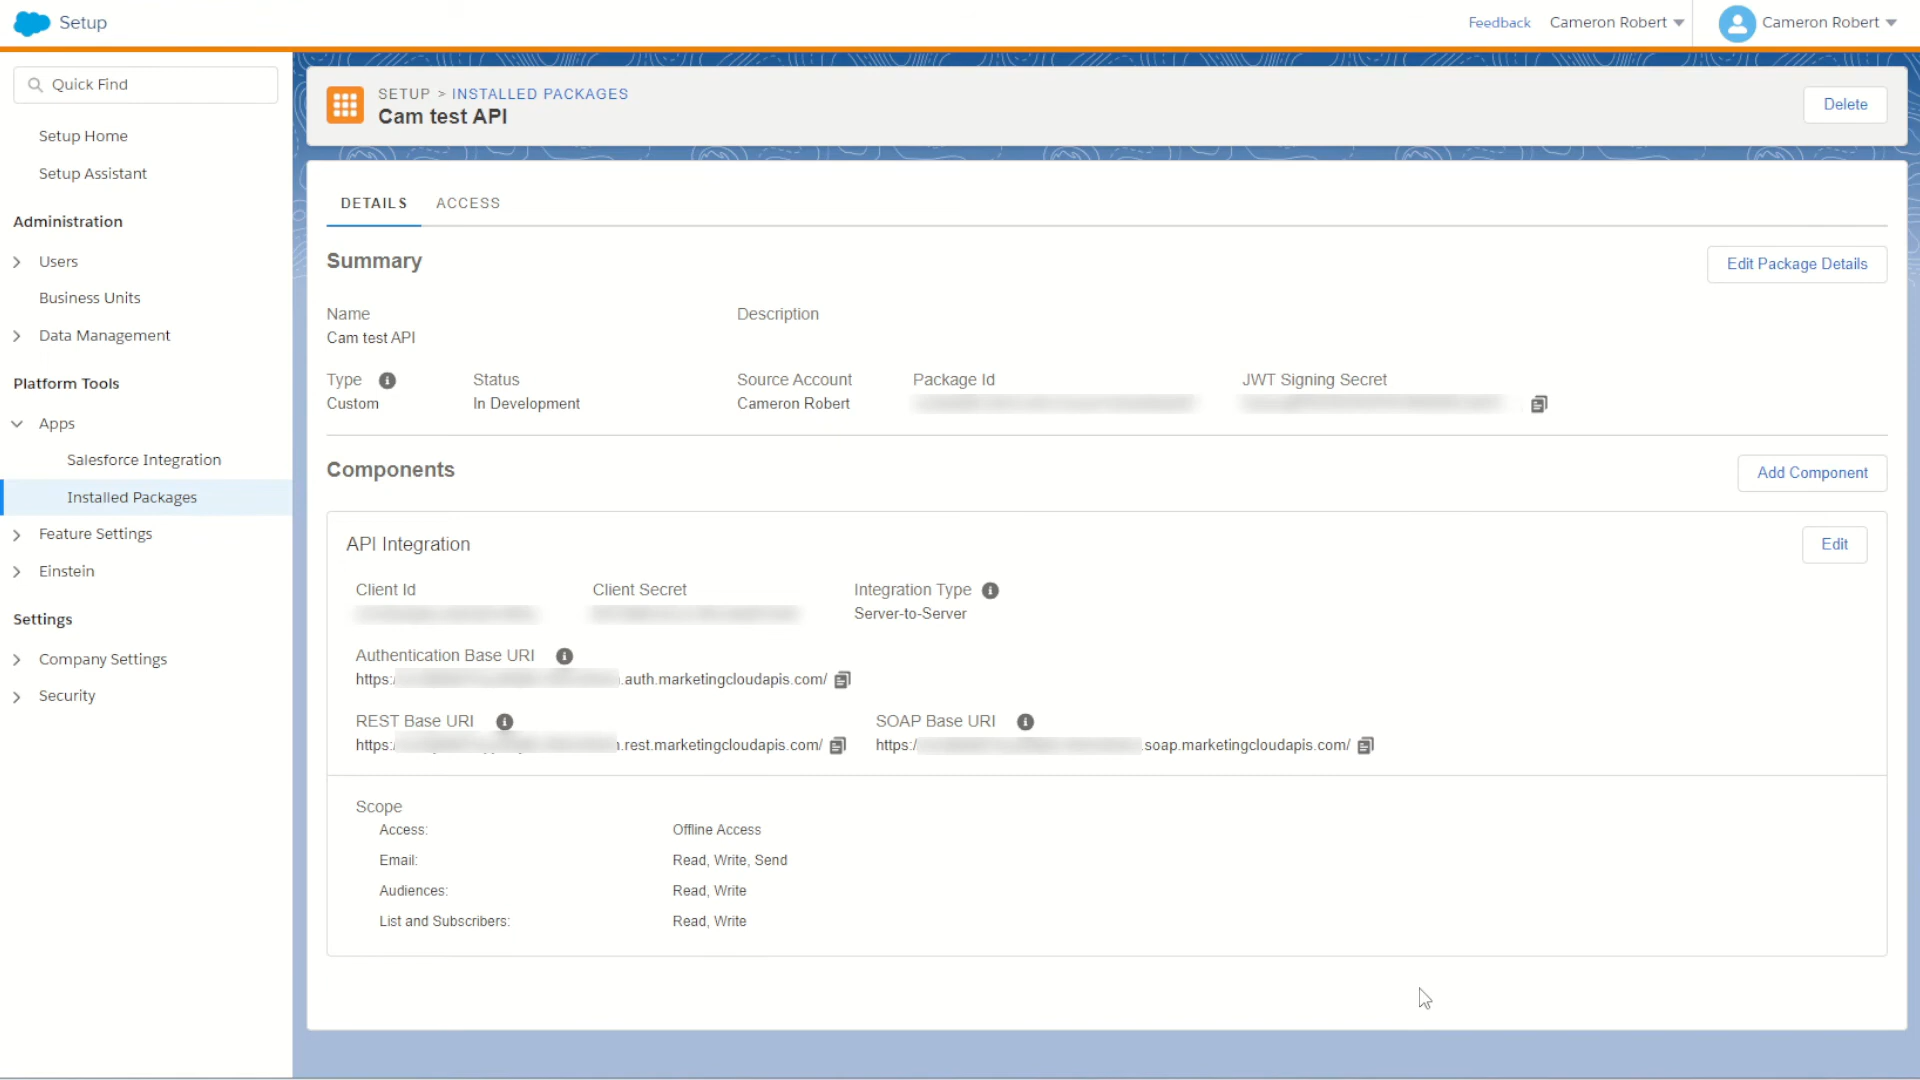 Setup
Feedback
Cameron Robert
Cameron Robert
Quick Find
Setup Home
Setup Assistant
Administration
Users
Business Units
Data Management
Platform Tools
Apps
Salesforce Integration
Installed Packages
Feature Settings
Einstein
Settings
Company Settings
Security
SETUP > INSTALLED PACKAGES
Cam test API
Delete
DETAILS
ACCESS
Summary
Edit Package Details
Name
Description
Cam test API
Type
Status
Source Account
Package Id
JWT Signing Secret
Custom
In Development
Cameron Robert
Components
Add Component
API Integration
Edit
Client Id
Client Secret
Integration Type
Server-to-Server
Authentication Base URI
https:/ .auth.marketingcloudapis.com/
REST Base URI
SOAP Base URI
https:/ .rest.marketingcloudapis.com/
https:/ .soap.marketingcloudapis.com/
Scope
Access: Offline Access
Email: Read, Write, Send
Audiences: Read, Write
List and Subscribers: Read, Write